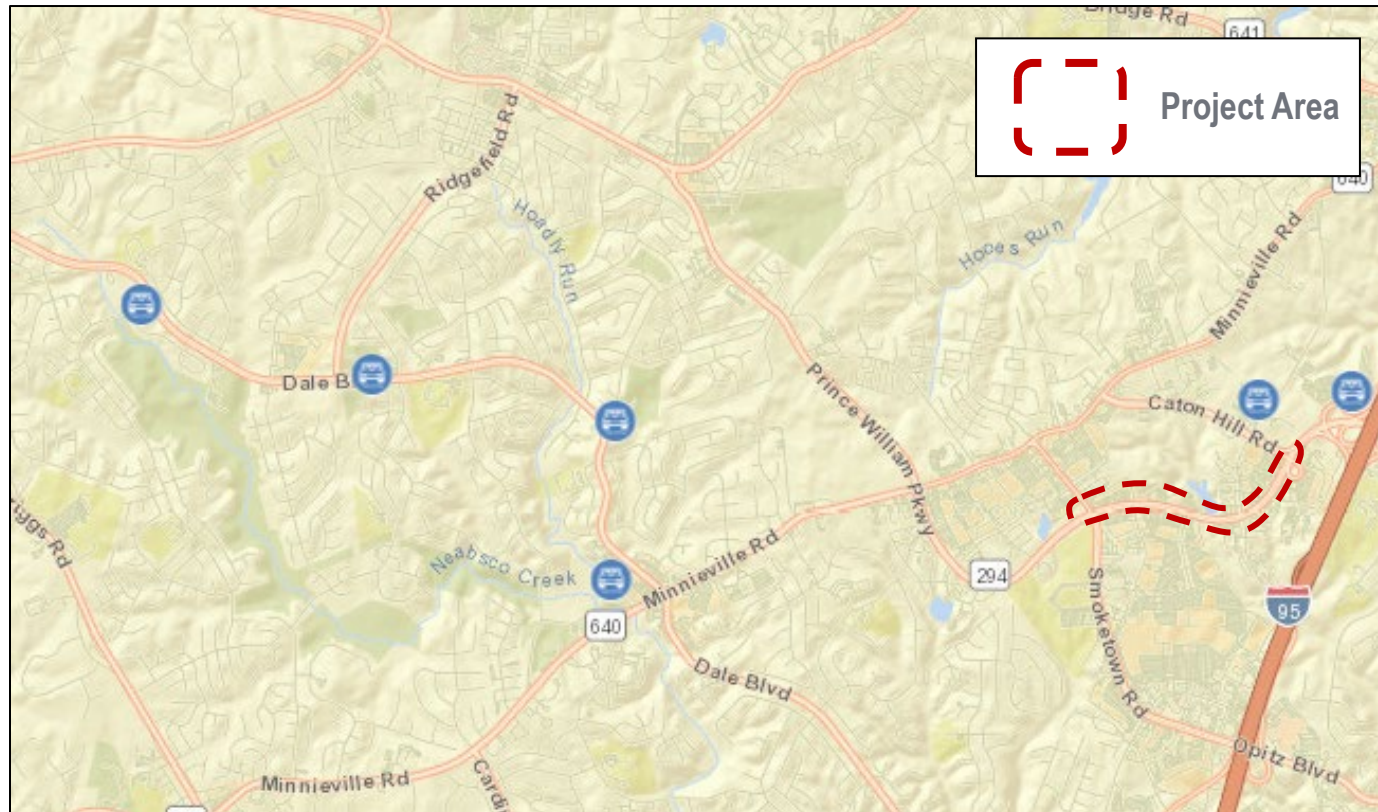 Bridge Rd
641
Project Area
640
Ridgefield Rd
Hoadly Run
Hooes Run
Minnieville Rd
Dale B
Prince William Pkwy
Caton Hill Rd
riggs Rd
Neabsco Creek
Minnieville Rd
294
Smoketown Rd
95
640
Dale Blvd
Opitz Blvd
Minnieville Rd
Cardi